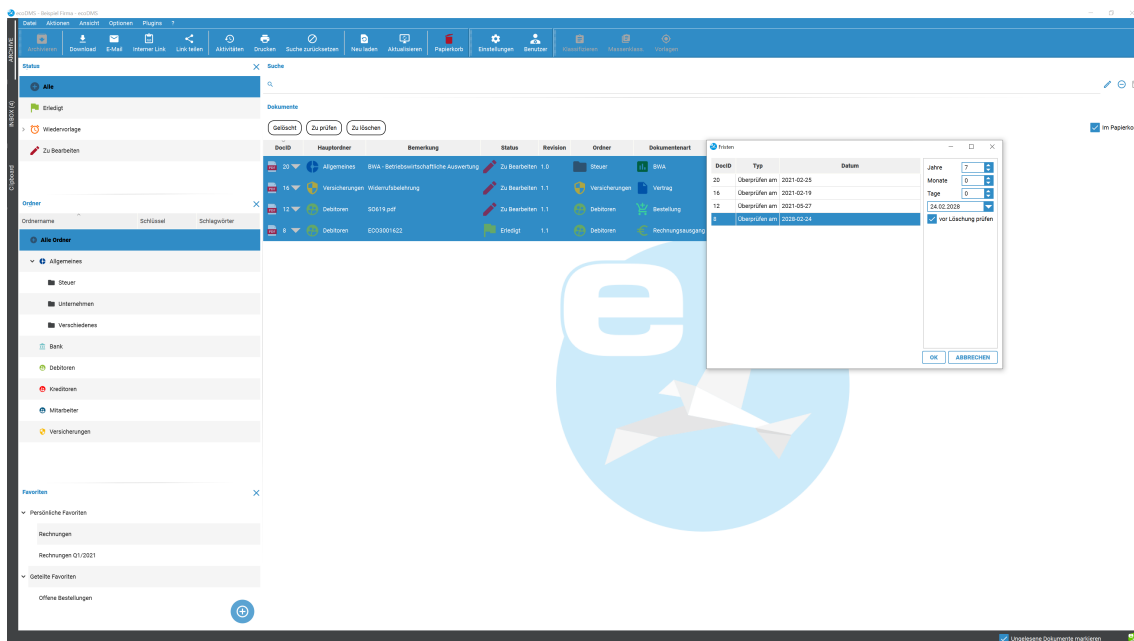 ecoDMS - Beispiel Firma - ecoDMS
Datei Aktionen Ansicht Optionen Plugins ?
Archivieren Download E-Mail Interner Link Link teilen Aktivitäten Drucken Suche zurücksetzen Neu laden Aktualisieren Papierkorb Einstellungen Benutzer Klassifizieren Massenklass. Vorlagen
ARCHIVE
INBOX (4)
Clipboard
Status
Alle
Erledigt
Wiedervorlage
Zu Bearbeiten
Ordner
Ordnername Schlüssel Schlagwörter
Alle Ordner
Allgemeines
Steuer
Unternehmen
Verschiedenes
Bank
Debitoren
Kreditoren
Mitarbeiter
Versicherungen
Favoriten
Persönliche Favoriten
Rechnungen
Rechnungen Q1/2021
Geteilte Favoriten
Offene Bestellungen
Suche
Dokumente
Gelöscht Zu prüfen Zu löschen
Im Papierko
DocID Hauptordner Bemerkung Status Revision Ordner Dokumentenart
20 Allgemeines BWA - Betriebswirtschaftliche Auswertung Zu Bearbeiten 1.0 Steuer BWA
16 Versicherungen Widerrufsbelehrung Zu Bearbeiten 1.1 Versicherungen Vertrag
12 Debitoren SO619.pdf Zu Bearbeiten 1.1 Debitoren Bestellung
8 Debitoren ECO3001622 Erledigt 1.1 Debitoren Rechnungsausgang
e
Fristen
DocID Typ Datum
20 Überprüfen am 2021-02-25
16 Überprüfen am 2021-02-19
12 Überprüfen am 2021-05-27
8 Überprüfen am 2028-02-24
Jahre 7
Monate 0
Tage 0
24.02.2028
vor Löschung prüfen
OK ABBRECHEN
Ungelesene Dokumente markieren